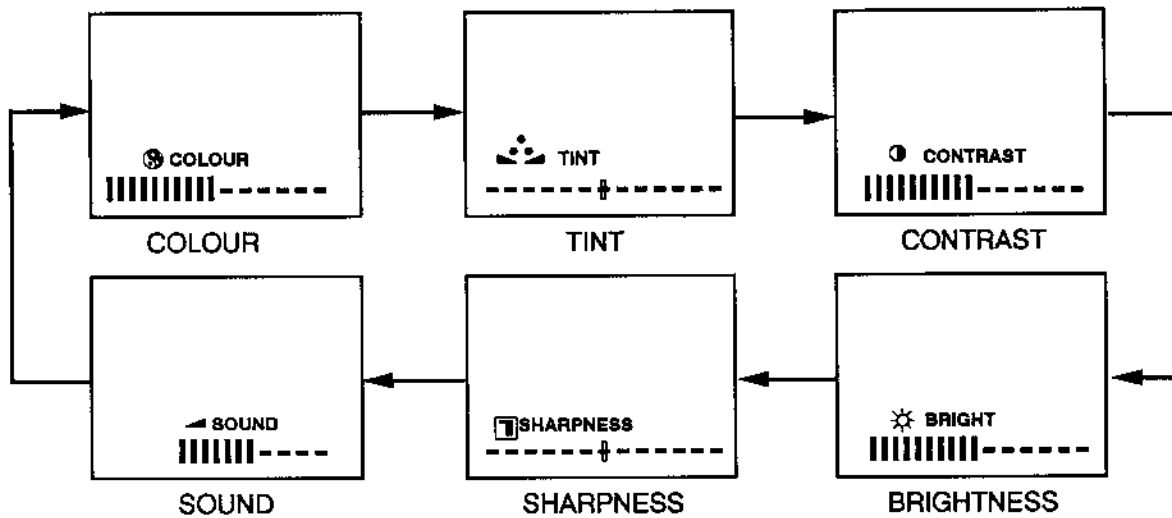 COLOUR
TINT
CONTRAST
COLOUR
TINT
CONTRAST
SOUND
SHARPNESS
BRIGHT
SOUND
SHARPNESS
BRIGHTNESS